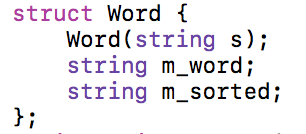 struct Word {
    Word(string s);
    string m_word;
    string m_sorted;
};